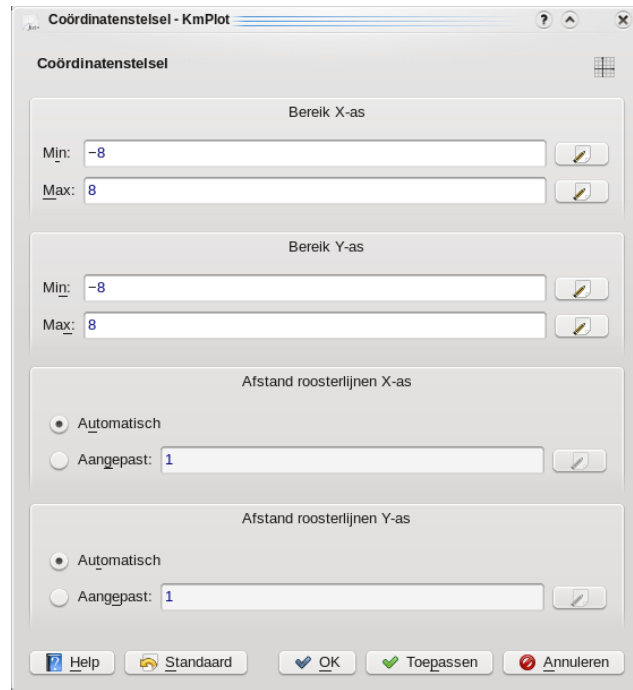 Coördinatenstelsel - KmPlot
Coördinatenstelsel
Bereik X-as
Min: −8
Max: 8
Bereik Y-as
Min: −8
Max: 8
Afstand roosterlijnen X-as
Automatisch
Aangepast: 1
Afstand roosterlijnen Y-as
Automatisch
Aangepast: 1
Help Standaard OK Toepassen Annuleren